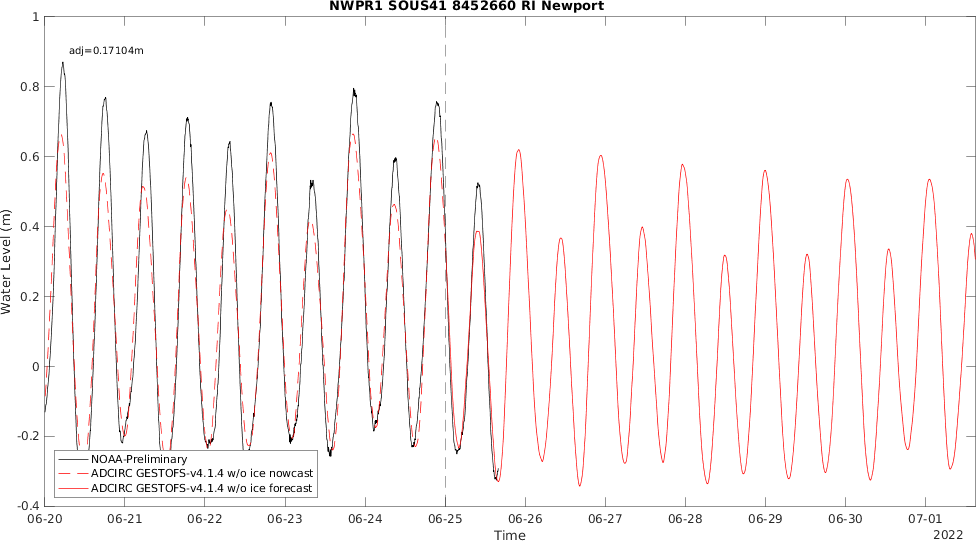 NWPR1 SOUS41 8452660 RI Newport
adj=0.17104m
Water Level (m)
1
0.8
0.6
0.4
0.2
0
-0.2
-0.4
NOAA-Preliminary
ADCIRC GESTOFS-v4.1.4 w/o ice nowcast
ADCIRC GESTOFS-v4.1.4 w/o ice forecast
06-20 06-21 06-22 06-23 06-24 06-25 06-26 06-27 06-28 06-29 06-30 07-01
Time
2022